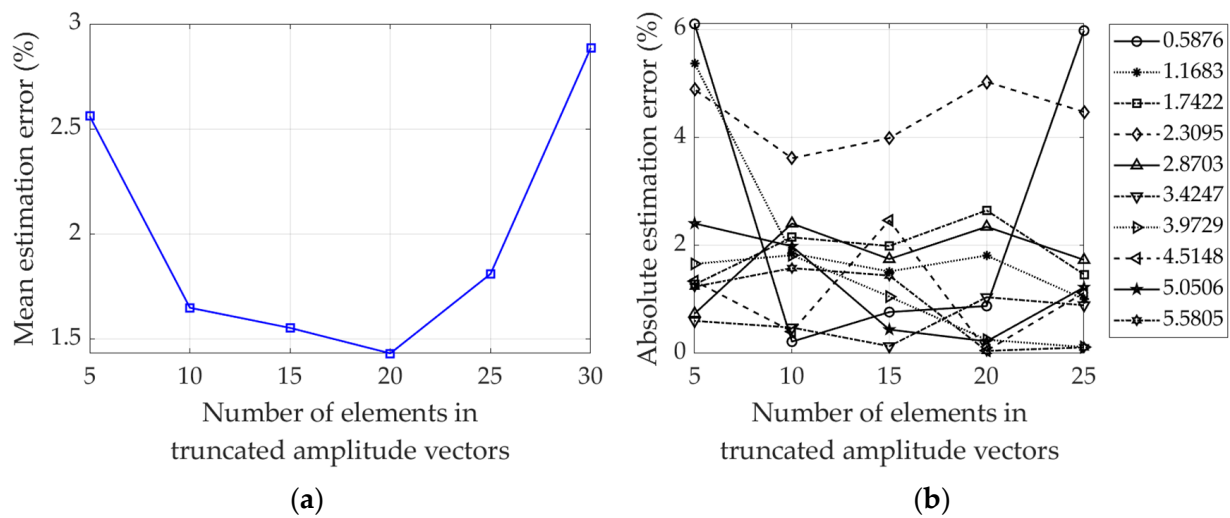 Mean estimation error (%)
3
2.5
2
1.5
5 10 15 20 25 30
Number of elements in
truncated amplitude vectors
(a)
Absolute estimation error (%)
6
4
2
0
5 10 15 20 25
Number of elements in
truncated amplitude vectors
(b)
0.5876
1.1683
1.7422
2.3095
2.8703
3.4247
3.9729
4.5148
5.0506
5.5805